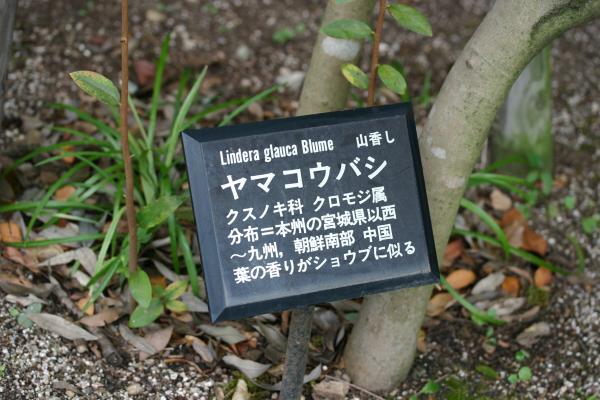 Lindera glauca Blume 山香し
ヤマコウバシ
クスノキ科 クロモジ属
分布＝本州の宮城県以西
～九州，朝鮮南部 中国
葉の香りがショウブに似る